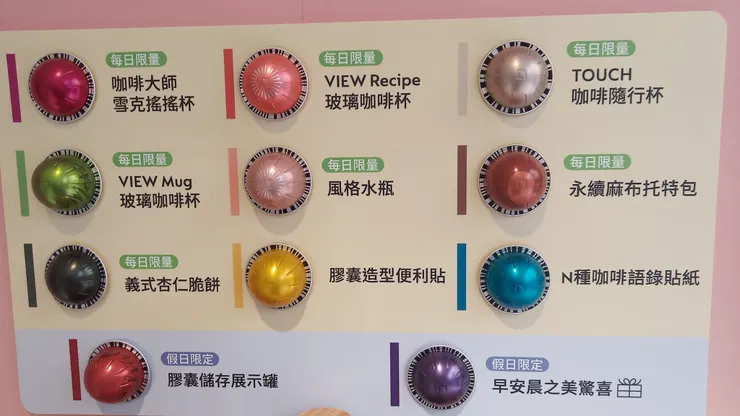 每日限量
咖啡大師
雪克搖搖杯
每日限量
VIEW Recipe
玻璃咖啡杯
每日限量
TOUCH
咖啡隨行杯
每日限量
VIEW Mug
玻璃咖啡杯
每日限量
風格水瓶
每日限量
永續麻布托特包
每日限量
義式杏仁脆餅
膠囊造型便利貼
N種咖啡語錄貼紙
假日限定
膠囊儲存展示罐
假日限定
早安晨之美驚喜